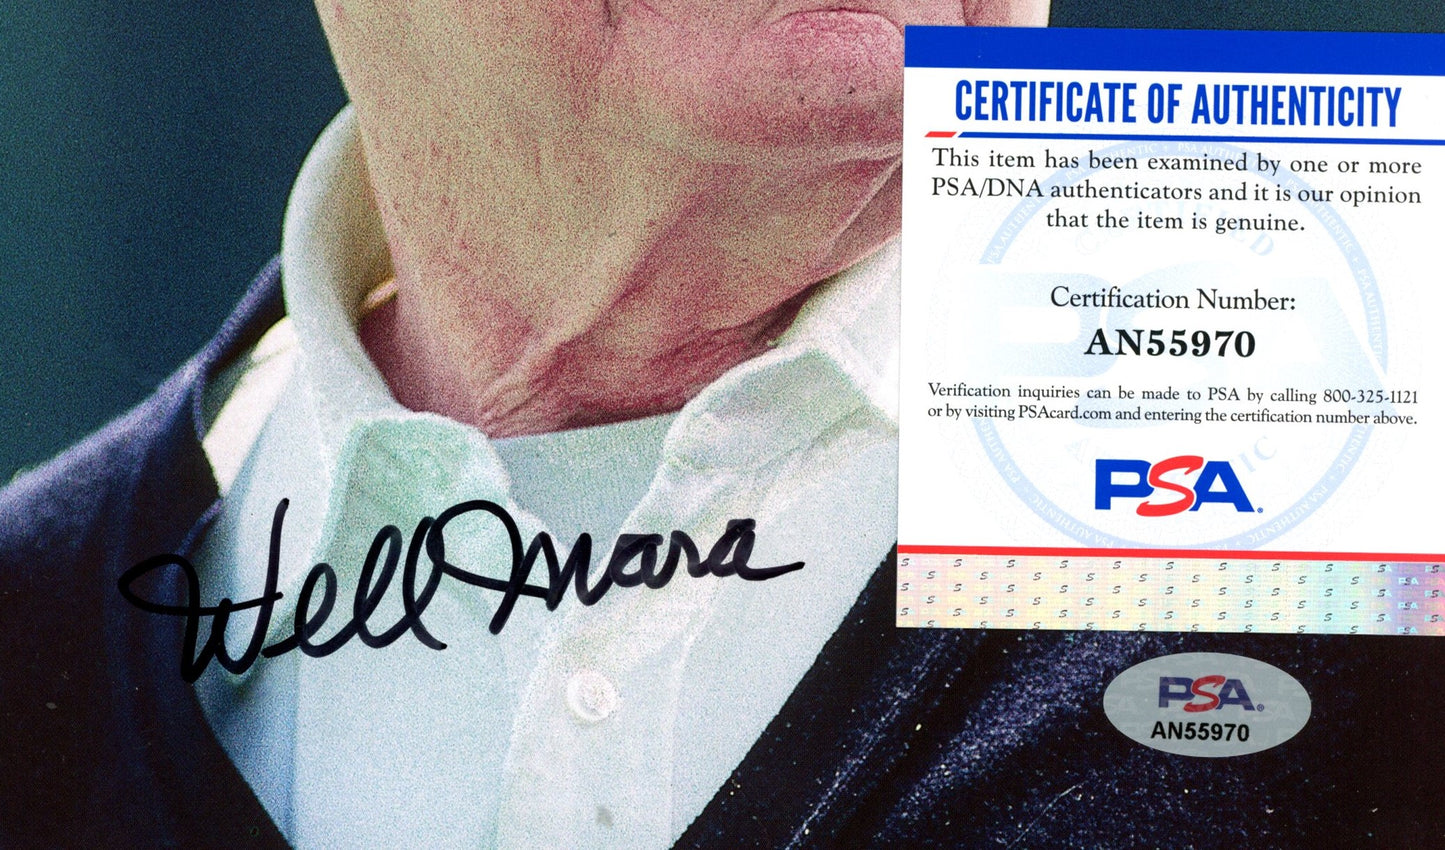 CERTIFICATE OF AUTHENTICITY
This item has been examined by one or more
PSA/DNA authenticators and it is our opinion
that the item is genuine.
Certification Number:
AN55970
Verification inquiries can be made to PSA by calling 800-325-1121
or by visiting PSAcard.com and entering the certification number above.
PSA
Well Mara
PSA
AN55970